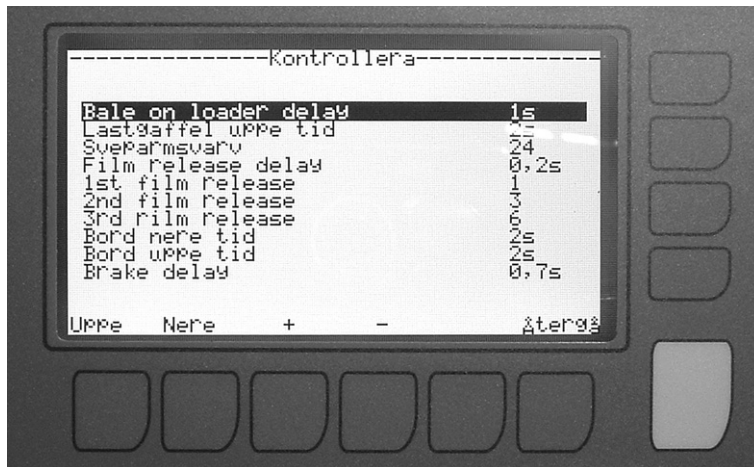 Kontrollera
Bale on loader delay 1s
Lastgaffel uppe tid 2s
Sveparmsvarv 24
Film release delay 0,2s
1st film release 1
2nd film release 3
3rd rilm release 6
Bord nere tid 2s
Bord uppe tid 2s
Brake delay 0,7s
Uppe Nere + - Återgå